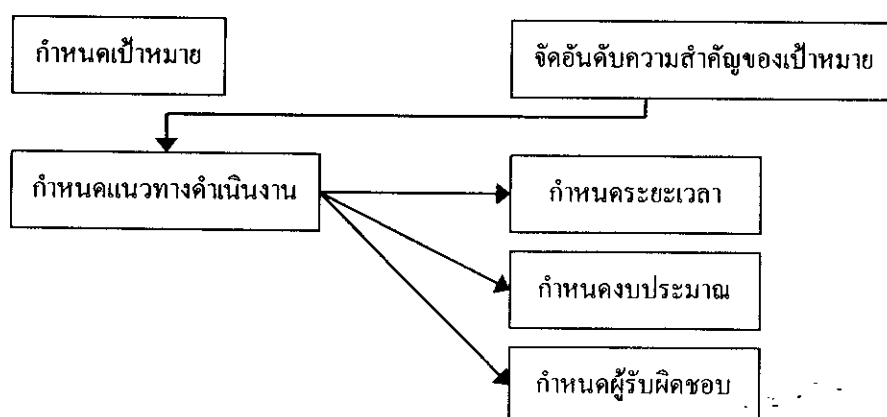 กำหนดเป้าหมาย
จัดอันดับความสำคัญของเป้าหมาย
กำหนดแนวทางดำเนินงาน
กำหนดระยะเวลา
กำหนดงบประมาณ
กำหนดผู้รับผิดชอบ